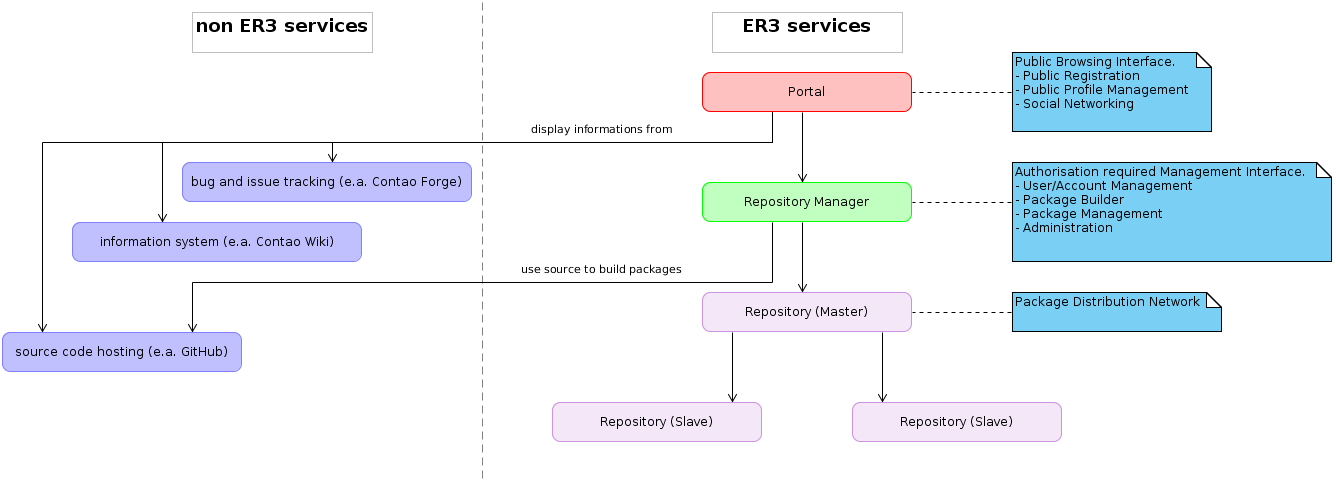 non ER3 services
ER3 services
Portal
Public Browsing Interface.
- Public Registration
- Public Profile Management
- Social Networking
display informations from
bug and issue tracking (e.a. Contao Forge)
Repository Manager
Authorisation required Management Interface.
- User/Account Management
- Package Builder
- Package Management
- Administration
information system (e.a. Contao Wiki)
use source to build packages
Repository (Master)
Package Distribution Network
source code hosting (e.a. GitHub)
Repository (Slave)
Repository (Slave)